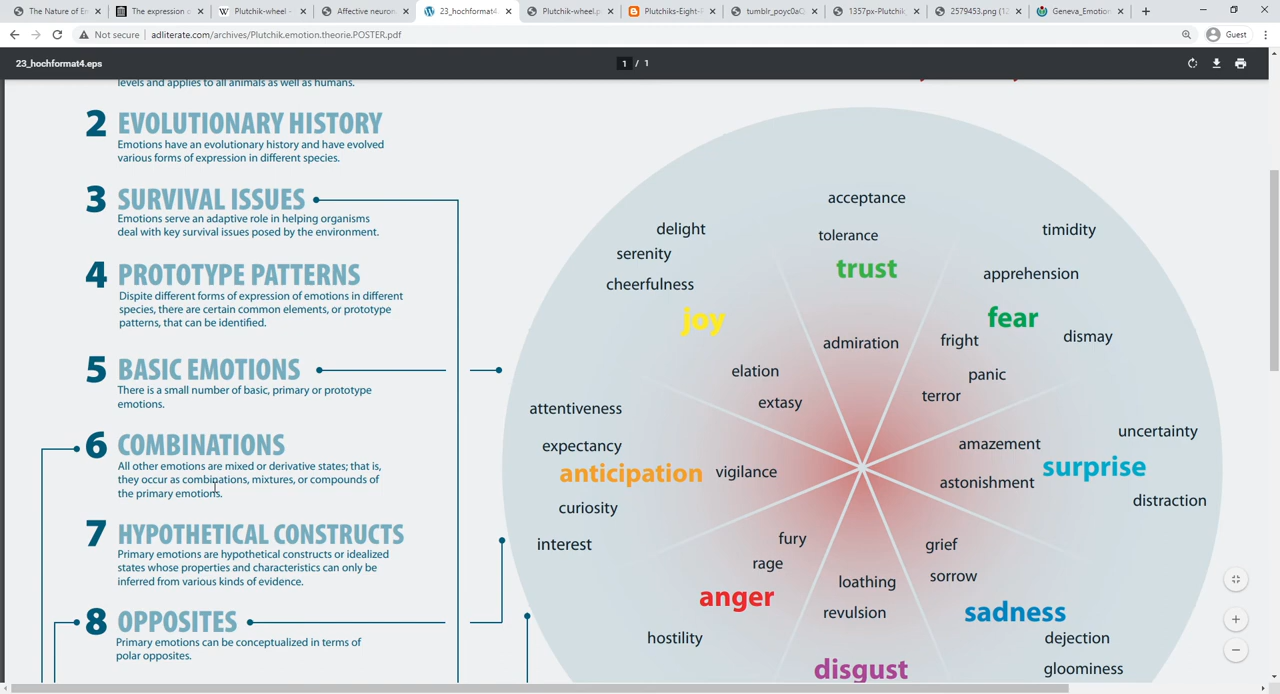 The Nature of Em
The expression o
Plutchik-wheel -
Affective neuron
23_hochformat4.
Plutchik-wheel.p
Plutchiks-Eight-P
tumblr_poyc0aC
1357px-Plutchik
2579453.png (12
Geneva_Emotion
Not secure | adliterate.com/archives/Plutchik.emotion.theorie.POSTER.pdf
Guest
23_hochformat4.eps
1 / 1
levels and applies to all animals as well as humans.
2 EVOLUTIONARY HISTORY
Emotions have an evolutionary history and have evolved
various forms of expression in different species.
3 SURVIVAL ISSUES
Emotions serve an adaptive role in helping organisms
deal with key survival issues posed by the environment.
4 PROTOTYPE PATTERNS
Dispite different forms of expression of emotions in different
species, there are certain common elements, or prototype
patterns, that can be identified.
5 BASIC EMOTIONS
There is a small number of basic, primary or prototype
emotions.
6 COMBINATIONS
All other emotions are mixed or derivative states; that is,
they occur as combinations, mixtures, or compounds of
the primary emotions.
7 HYPOTHETICAL CONSTRUCTS
Primary emotions are hypothetical constructs or idealized
states whose properties and characteristics can only be
inferred from various kinds of evidence.
8 OPPOSITES
Primary emotions can be conceptualized in terms of
polar opposites.
acceptance
tolerance
trust
admiration
timidity
apprehension
fear
fright
dismay
panic
terror
delight
serenity
cheerfulness
joy
elation
extasy
attentiveness
expectancy
anticipation
vigilance
curiosity
interest
uncertainty
amazement
surprise
astonishment
distraction
fury
rage
anger
hostility
loathing
revulsion
disgust
grief
sorrow
sadness
dejection
gloominess